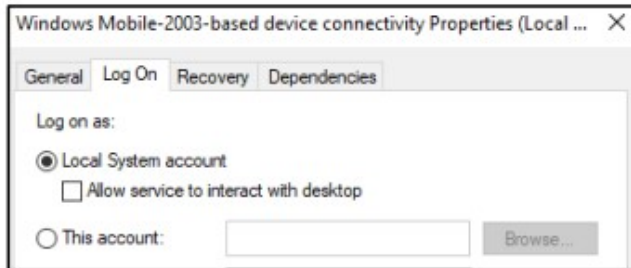 Windows Mobile-2003-based device connectivity Properties (Local ...
General Log On Recovery Dependencies
Log on as:
Local System account
Allow service to interact with desktop
This account: Browse...